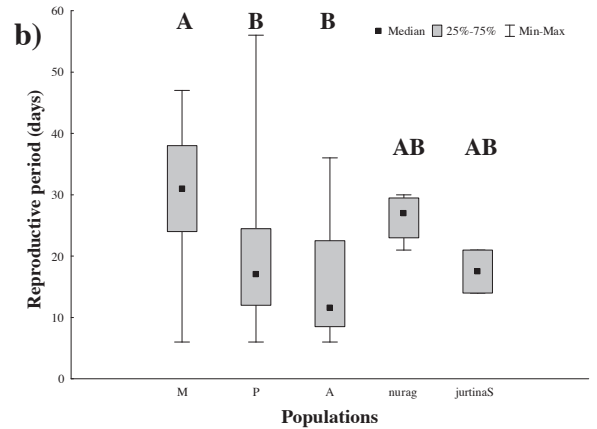 b)
A B B
AB AB
Median 25%-75% Min-Max
Reproductive period (days)
60
50
40
30
20
10
0
M P A nurag jurtinaS
Populations